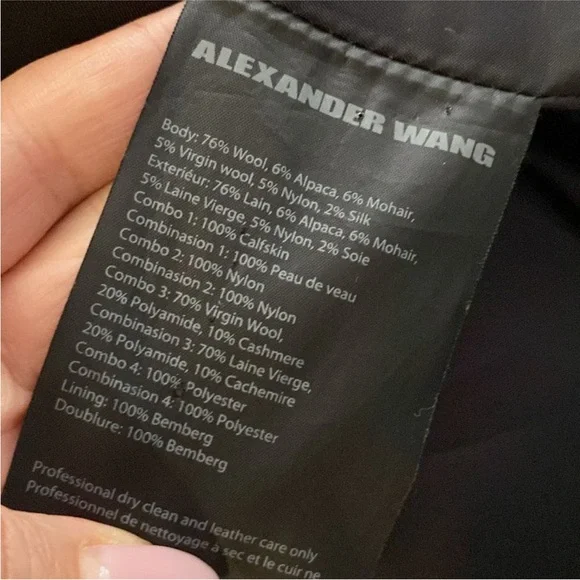 ALEXANDER WANG
Body: 76% Wool, 6% Alpaca, 6% Mohair,
5% Virgin wool, 5% Nylon, 2% Silk
Exteriéur: 76% Lain, 6% Alpaca, 6% Mohair,
5% Laine Vierge, 5% Nylon, 2% Soie
Combo 1: 100% Calfskin
Combinasion 1: 100% Peau de veau
Combo 2: 100% Nylon
Combinasion 2: 100% Nylon
Combo 3: 70% Virgin Wool,
20% Polyamide, 10% Cashmere
Combinasion 3: 70% Laine Vierge,
20% Polyamide, 10% Cachemire
Combo 4: 100% Polyester
Combinasion 4: 100% Polyester
Lining: 100% Bemberg
Doublure: 100% Bemberg
Professional dry clean and leather care only
Professionnel de nettoyage a sec et le cuir ne